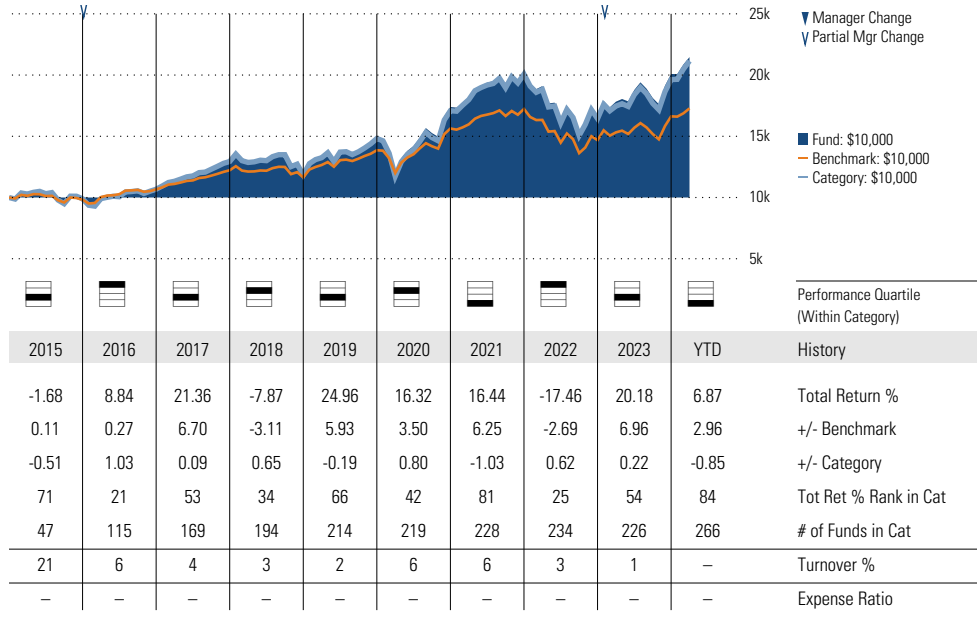 25k
20k
15k
10k
5k
Manager Change
Partial Mgr Change
Fund: $10,000
Benchmark: $10,000
Category: $10,000
Performance Quartile
(Within Category)
2015 2016 2017 2018 2019 2020 2021 2022 2023 YTD History
-1.68 8.84 21.36 -7.87 24.96 16.32 16.44 -17.46 20.18 6.87 Total Return %
0.11 0.27 6.70 -3.11 5.93 3.50 6.25 -2.69 6.96 2.96 +/- Benchmark
-0.51 1.03 0.09 0.65 -0.19 0.80 -1.03 0.62 0.22 -0.85 +/- Category
71 21 53 34 66 42 81 25 54 84 Tot Ret % Rank in Cat
47 115 169 194 214 219 228 234 226 266 # of Funds in Cat
21 6 4 3 2 6 6 3 1 – Turnover %
– – – – – – – – – – Expense Ratio